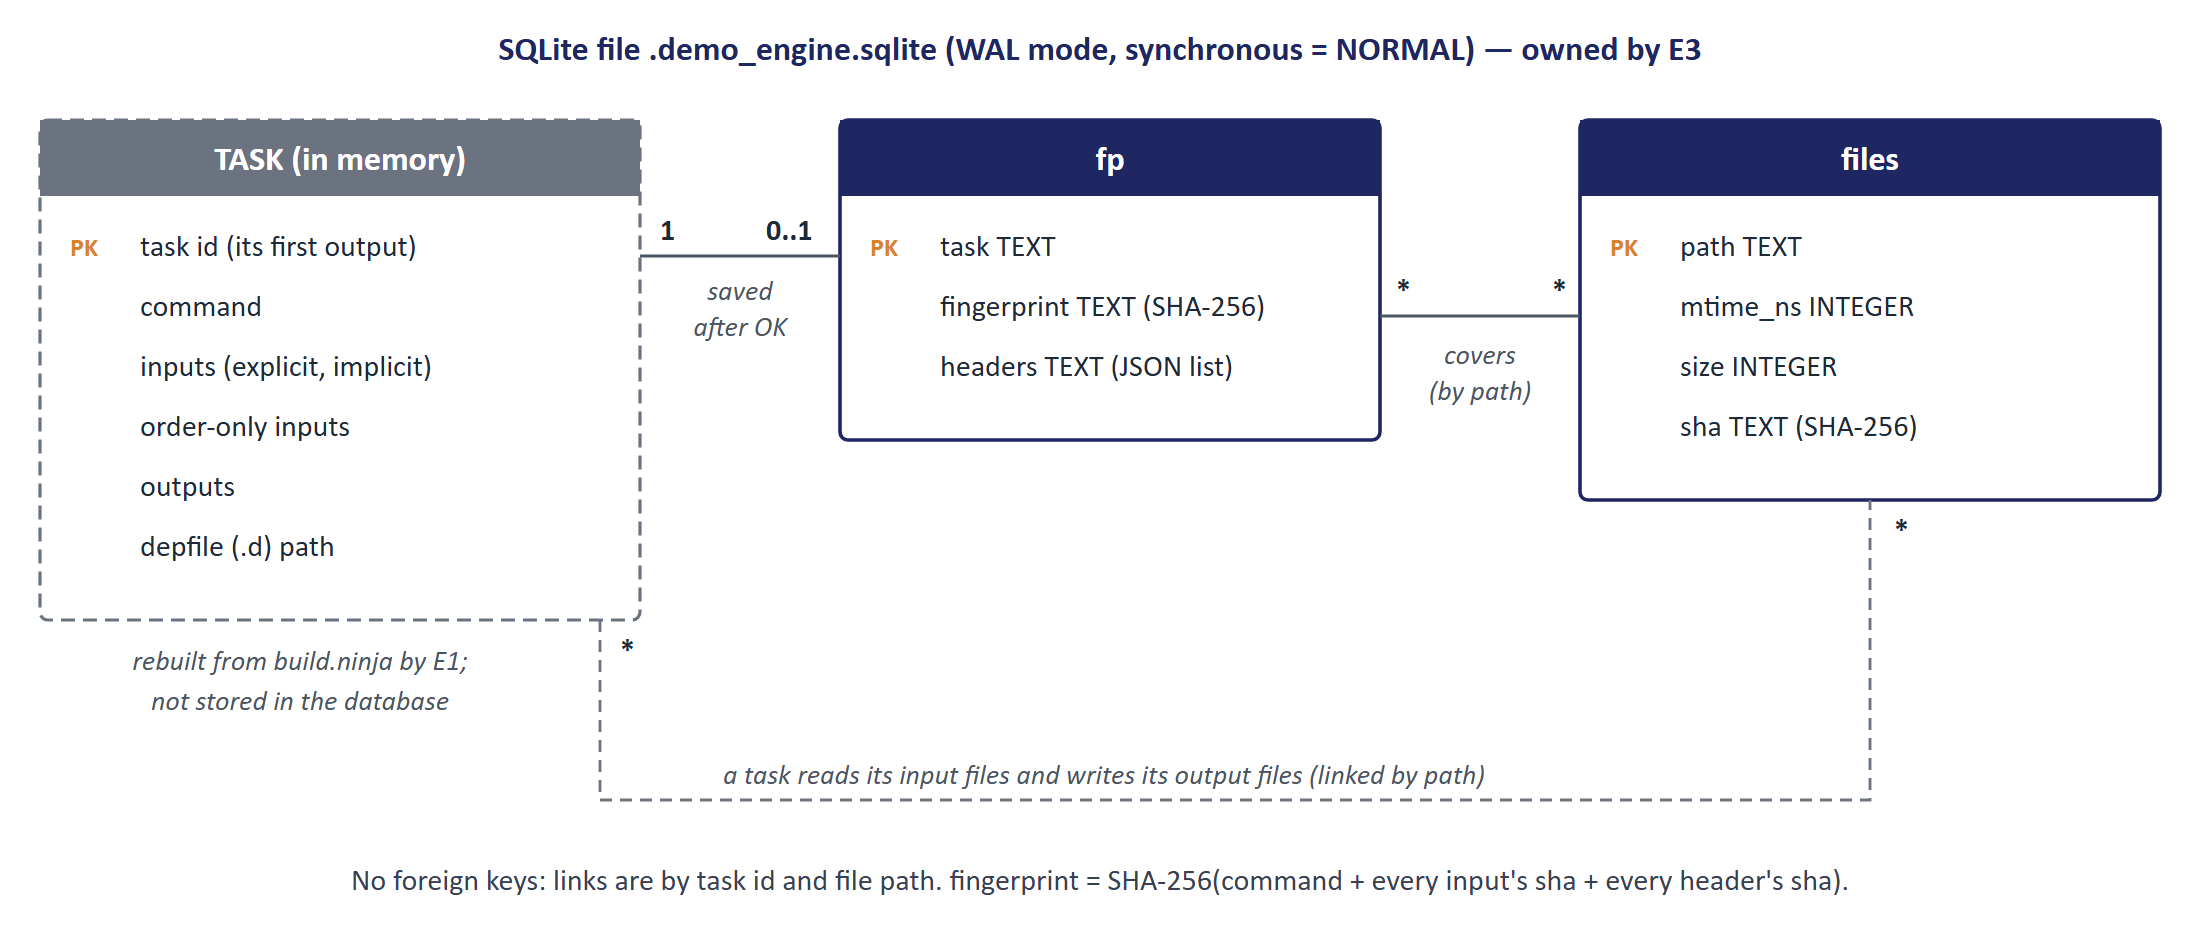 SQLite file .demo_engine.sqlite (WAL mode, synchronous = NORMAL) — owned by E3
TASK (in memory)
PK task id (its first output)
command
inputs (explicit, implicit)
order-only inputs
outputs
depfile (.d) path
rebuilt from build.ninja by E1;
not stored in the database
1 0..1
saved
after OK
fp
PK task TEXT
fingerprint TEXT (SHA-256)
headers TEXT (JSON list)
* *
covers
(by path)
files
PK path TEXT
mtime_ns INTEGER
size INTEGER
sha TEXT (SHA-256)
*
*
a task reads its input files and writes its output files (linked by path)
No foreign keys: links are by task id and file path. fingerprint = SHA-256(command + every input's sha + every header's sha).